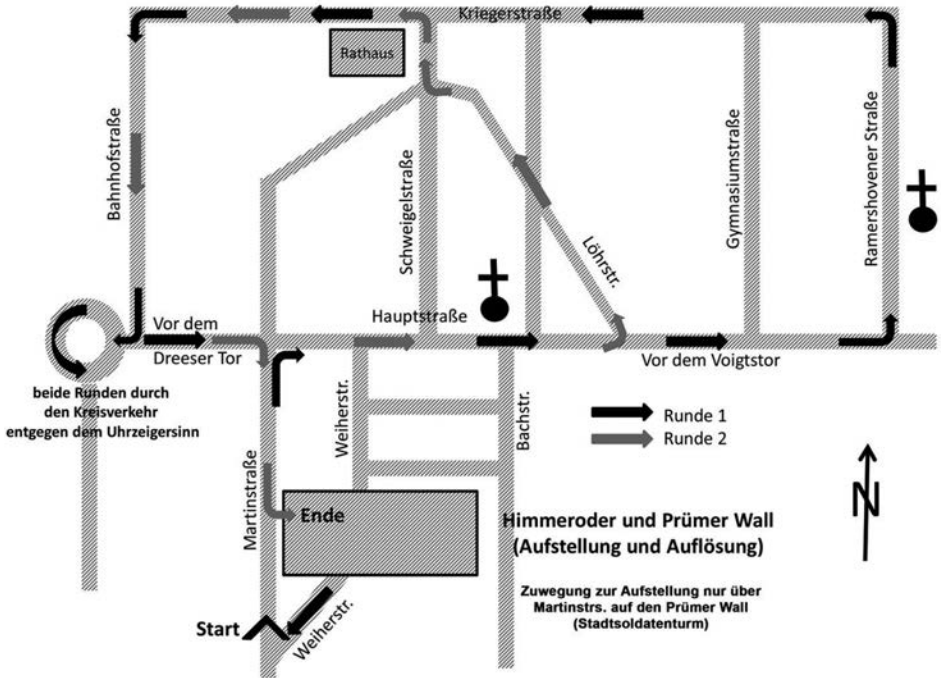 Kriegerstraße
Rathaus
Bahnhofstraße
Schweigelstraße
Löhrstr.
Gymnasiumstraße
Ramershovener Straße
Vor dem
Dreeser Tor
Hauptstraße
Vor dem Voigtstor
beide Runden durch
den Kreisverkehr
entgegen dem Uhrzeigersinn
Weiherstr.
Bachstr.
Runde 1
Runde 2
Martinstraße
Ende
N
Himmeroder und Prümer Wall
(Aufstellung und Auflösung)
Zuwegung zur Aufstellung nur über
Martinstrs. auf den Prümer Wall
(Stadtsoldatenturm)
Start
Weiherstr.